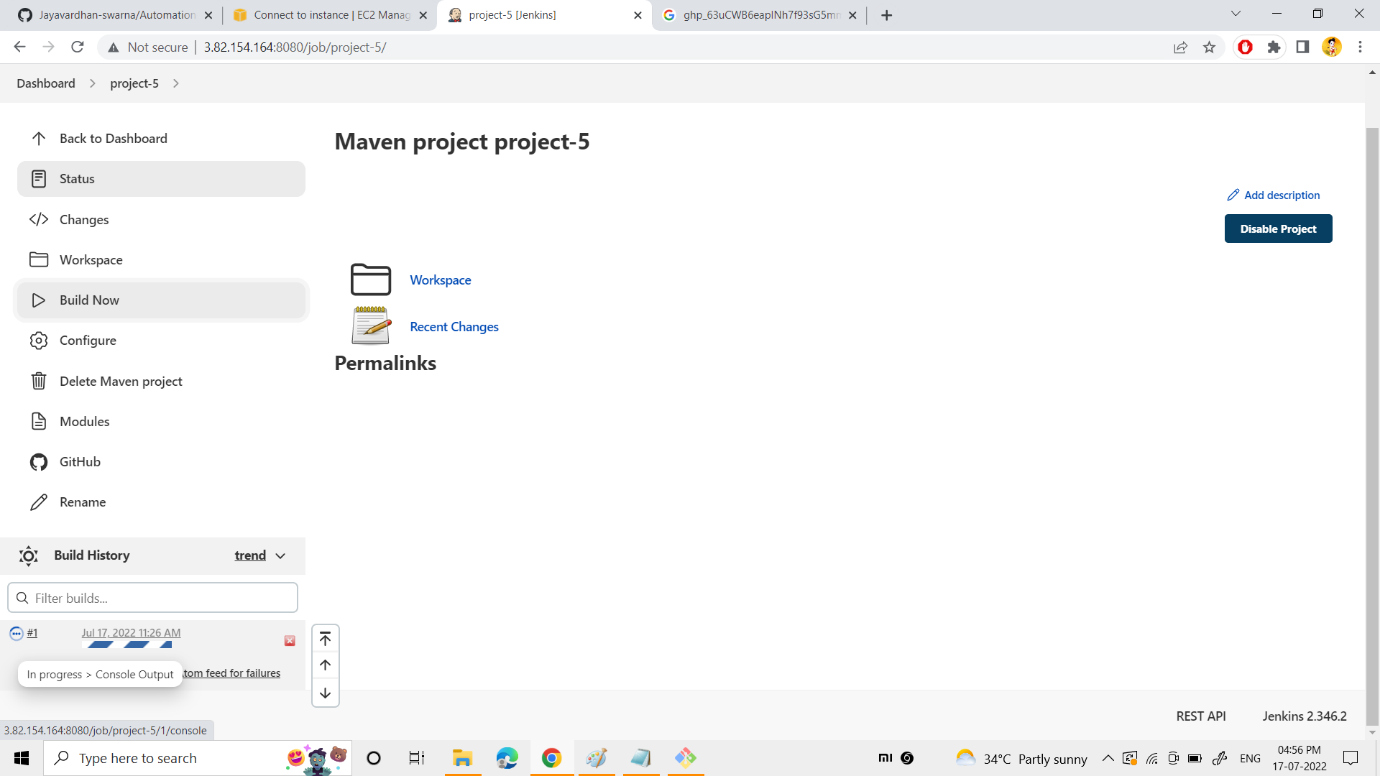 Jayavardhan-swarna/Automation
Connect to instance | EC2 Manag
project-5 [Jenkins]
Not secure
3.82.154.164:8080/job/project-5/
Dashboard
project-5
Back to Dashboard
Status
Changes
Workspace
Build Now
Configure
Delete Maven project
Modules
GitHub
Rename
Maven project project-5
Add description
Disable Project
Workspace
Recent Changes
Permalinks
Build History
trend
Filter builds...
#1
Jul 17, 2022 11:26 AM
In progress > Console Output
tom feed for failures
3.82.154.164:8080/job/project-5/1/console
REST API
Jenkins 2.346.2
Type here to search
34°C Partly sunny
ENG
04:56 PM
17-07-2022